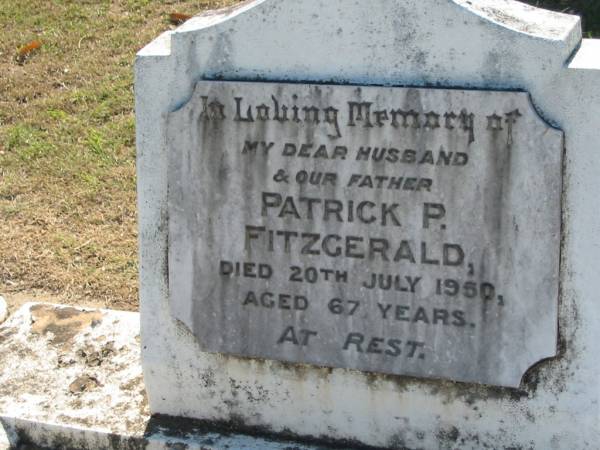 In Loving Memory of
MY DEAR HUSBAND
& OUR FATHER
PATRICK P.
FITZGERALD,
DIED 20TH JULY 1950,
AGED 67 YEARS.
AT REST.